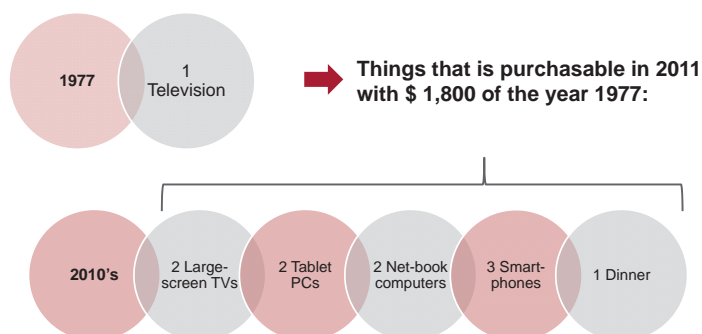 1977
1
Television
Things that is purchasable in 2011
with $ 1,800 of the year 1977:
2010's
2 Large-
screen TVs
2 Tablet
PCs
2 Net-book
computers
3 Smart-
phones
1 Dinner